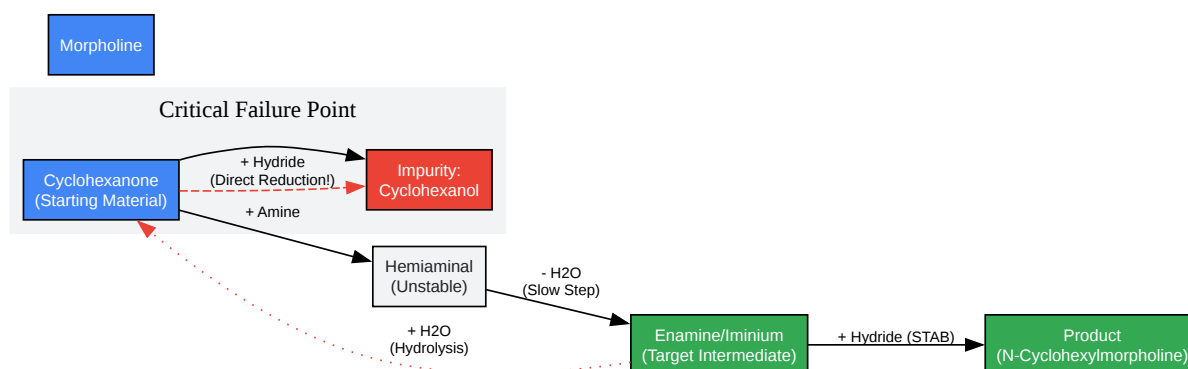 Morpholine
Critical Failure Point
Cyclohexanone
(Starting Material)
+ Hydride
(Direct Reduction!)
Impurity:
Cyclohexanol
+ Amine
Hemiaminal
(Unstable)
- H2O
(Slow Step)
+ H2O
(Hydrolysis)
Enamine/Iminium
(Target Intermediate)
+ Hydride (STAB)
Product
(N-Cyclohexylmorpholine)